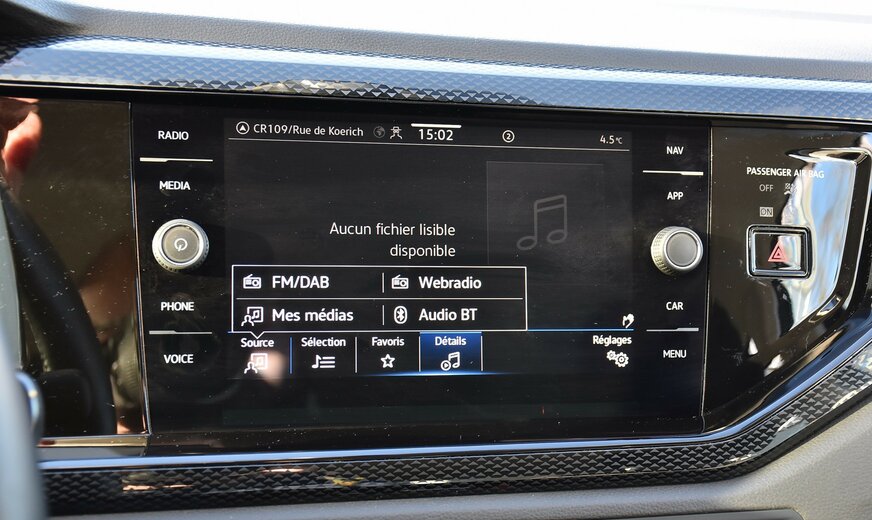 RADIO
MEDIA
PHONE
VOICE
CR109/Rue de Koerich
15:02
2
4.5°C
Aucun fichier lisible
disponible
FM/DAB
Webradio
Mes médias
Audio BT
Source
Sélection
Favoris
Détails
Réglages
NAV
APP
CAR
MENU
PASSENGER AIR BAG
OFF
ON